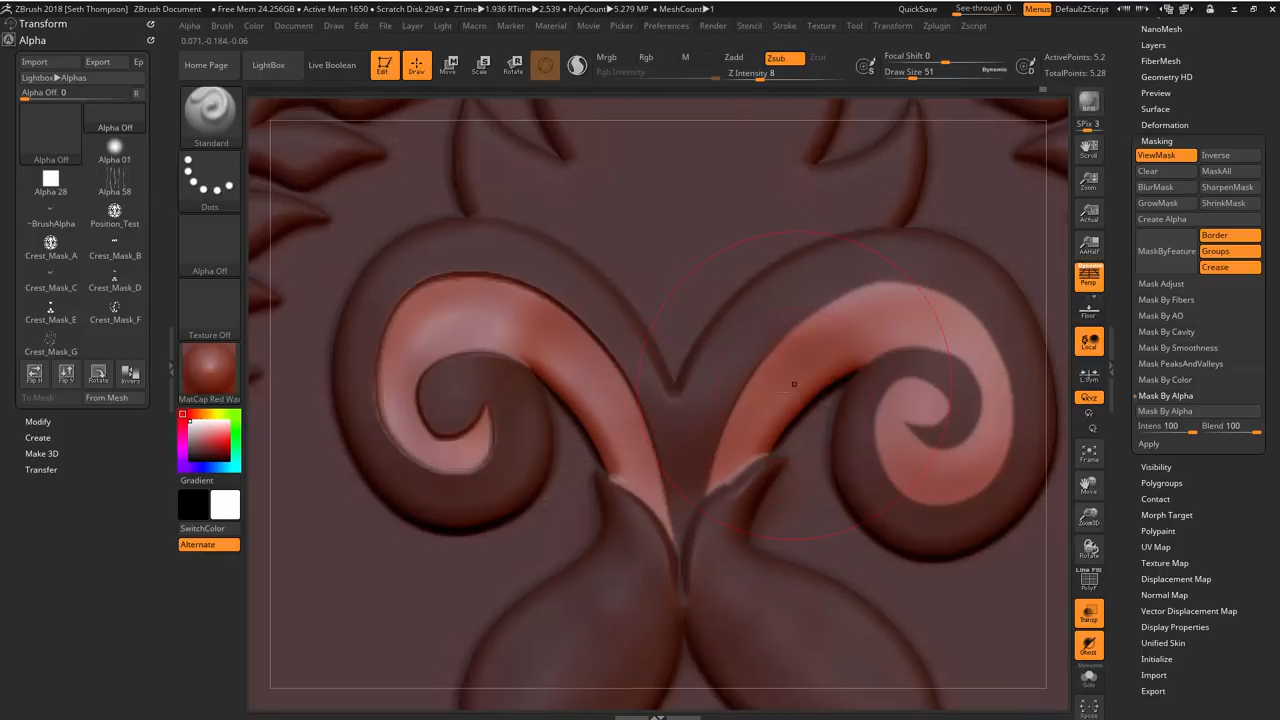 ZBrush 2018 [Seth Thompson] ZBrush Document • Free Mem 24.256GB • Active Mem 1650 • Scratch Disk 2949 • ZTime▶1.936 RTime▶2.539 • PolyCount▶5.279 MP • MeshCount▶1
QuickSave
See-through 0
Menus
DefaultZScript
Transform
Alpha
Alpha Brush Color Document Draw Edit File Layer Light Macro Marker Material Movie Picker Preferences Render Stencil Stroke Texture Tool Transform Zplugin Zscript
0.071,-0.184,-0.06
Import Export Ep
Lightbox▶Alphas
Alpha Off. 0 R
Alpha Off
Alpha Off
Alpha 01
Alpha 28 Alpha 58
~BrushAlpha Position_Test
Crest_Mask_A Crest_Mask_B
Crest_Mask_C Crest_Mask_D
Crest_Mask_E Crest_Mask_F
Crest_Mask_G
Flip H Flip V Rotate Invers
To Mesh From Mesh
Modify
Create
Make 3D
Transfer
Home Page LightBox Live Boolean
Edit Draw Move Scale Rotate
Mrgb Rgb M
Rgb Intensity
Zadd Zsub Zcut
Z Intensity 8
S
Focal Shift 0
Draw Size 51 Dynamic
D
ActivePoints: 5.2
TotalPoints: 5.28
Standard
Dots
Alpha Off
Texture Off
MatCap Red Wax
Gradient
SwitchColor
Alternate
BPR
SPix 3
Scroll
Zoom
Actual
AAHalf
Dynamic
Persp
Floor
Local
L.Sym
XYZ
Frame
Move
Zoom3D
Rotate
Line Fill
PolyF
Transp
Ghost
Dynamic
Solo
Xpose
NanoMesh
Layers
FiberMesh
Geometry HD
Preview
Surface
Deformation
Masking
ViewMask Inverse
Clear MaskAll
BlurMask SharpenMask
GrowMask ShrinkMask
Create Alpha
MaskByFeature
Border
Groups
Crease
Mask Adjust
Mask By Fibers
Mask By AO
Mask By Cavity
Mask By Smoothness
Mask PeaksAndValleys
Mask By Color
Mask By Alpha
Mask By Alpha
Intens 100 Blend 100
Apply
Visibility
Polygroups
Contact
Morph Target
Polypaint
UV Map
Texture Map
Displacement Map
Normal Map
Vector Displacement Map
Display Properties
Unified Skin
Initialize
Import
Export